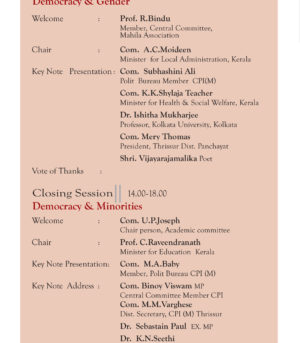 Democracy & Gender
Welcome : Prof. R.Bindu
Member, Central Committee,
Mahila Association
Chair : Com. A.C.Moideen
Minister for Local Administration, Kerala
Key Note Presentation: Com. Subhashini Ali
Polit Bureau Member CPI(M)
Com. K.K.Shylaja Teacher
Minister for Health & Social Welfare, Kerala
Dr. Ishitha Mukharjee
Professor, Kolkata University, Kolkata
Com. Mery Thomas
President, Thrissur Dist. Panchayat
Shri. Vijayarajamalika Poet
Vote of Thanks :
Closing Session || 14.00-18.00
Democracy & Minorities
Welcome : Com. U.P.Joseph
Chair person, Academic committee
Chair : Prof. C.Raveendranath
Minister for Education Kerala
Key Note Presentation: Com. M.A.Baby
Member, Polit Bureau CPI (M)
Key Note Address : Com. Binoy Viswam MP
Central Committee Member CPI
Com. M.M.Varghese
Dist. Secretary, CPI (M) Thrissur
Dr. Sebastain Paul EX. MP
Dr. K.N.Seethi